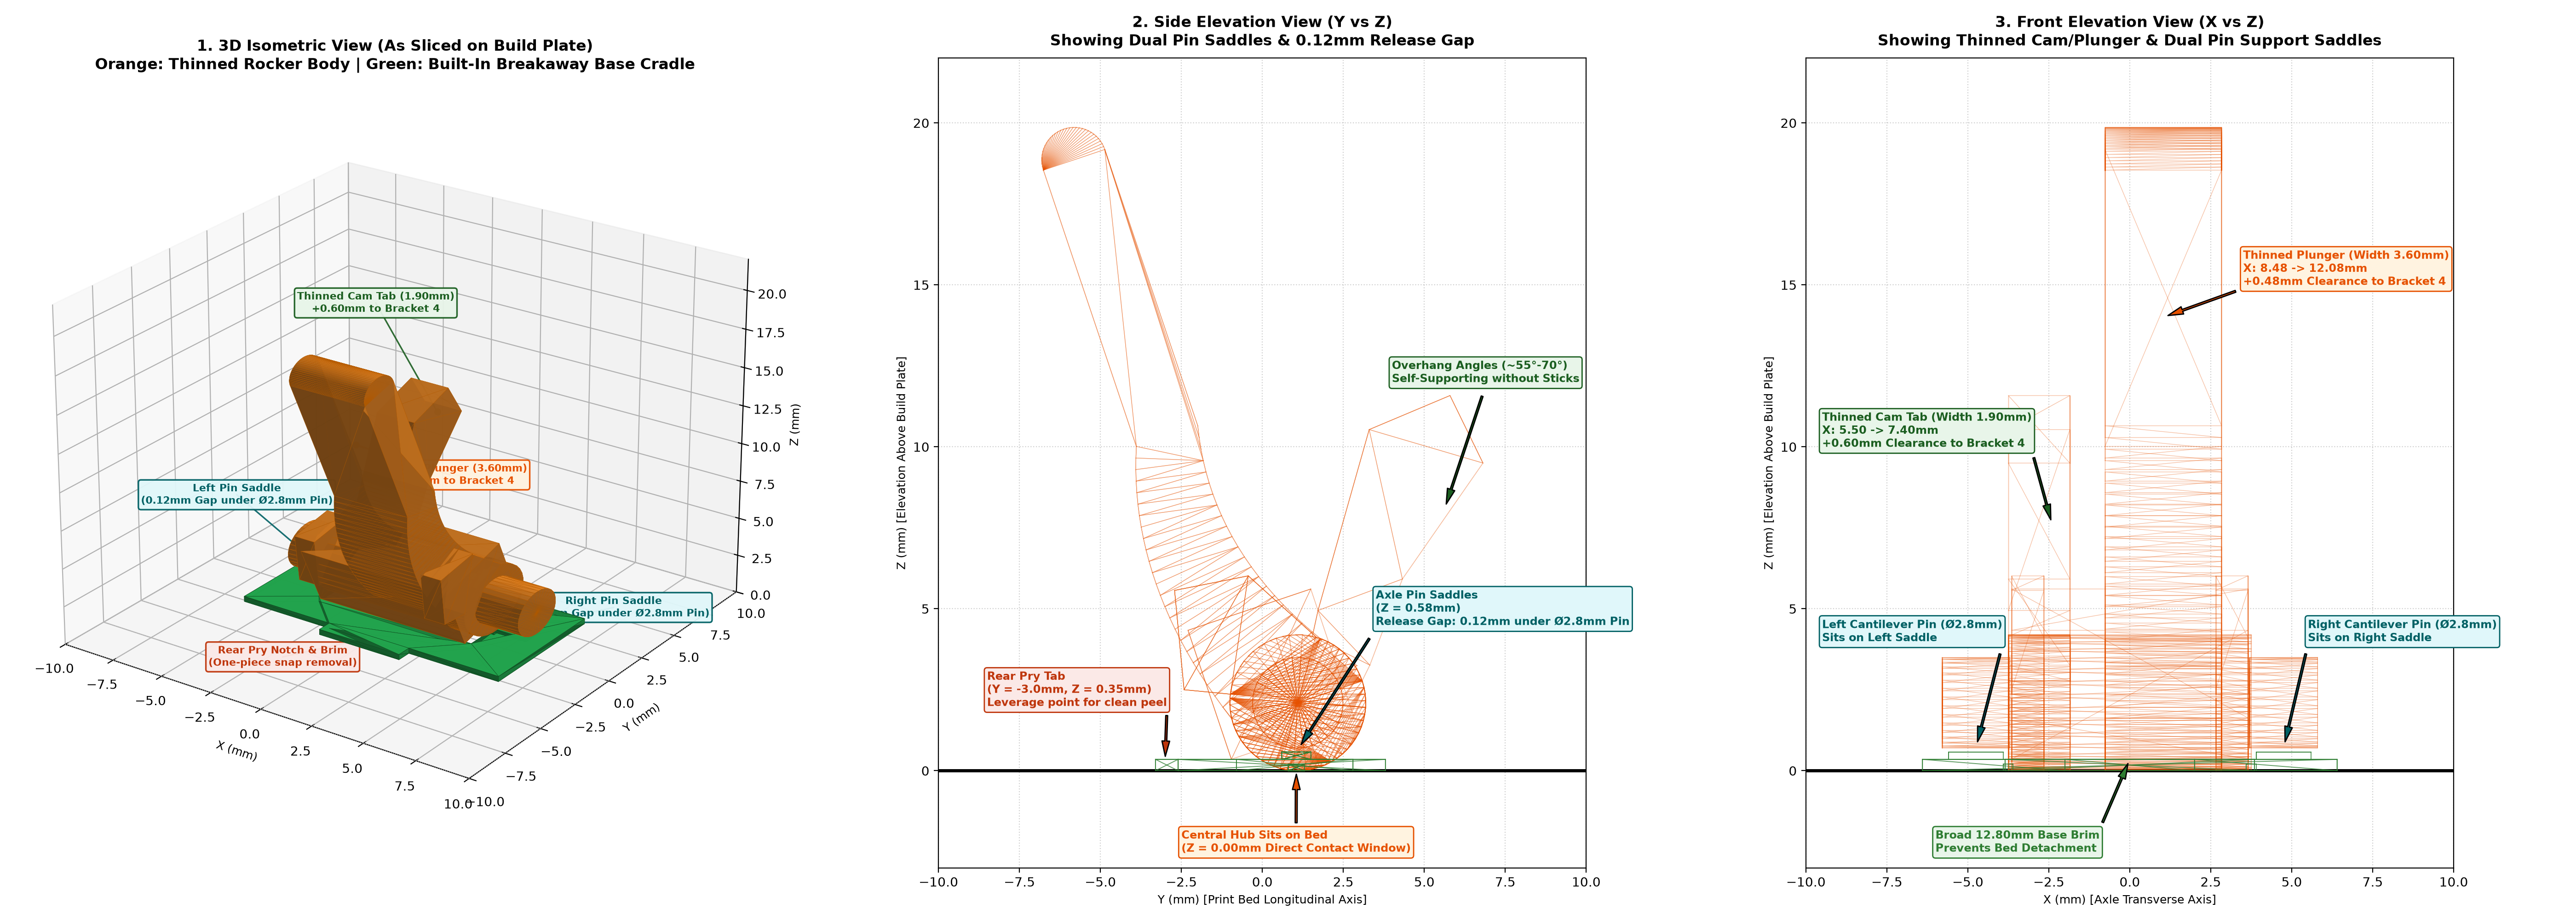 1. 3D Isometric View (As Sliced on Build Plate)
Orange: Thinned Rocker Body | Green: Built-In Breakaway Base Cradle
Thinned Cam Tab (1.90mm)
+0.60mm to Bracket 4
unger (3.60mm)
m to Bracket 4
Left Pin Saddle
(0.12mm Gap under Ø2.8mm Pin)
Right Pin Saddle
Gap under Ø2.8mm Pin)
Rear Pry Notch & Brim
(One-piece snap removal)
20.0
17.5
15.0
12.5
10.0
7.5
5.0
2.5
0.0
Z (mm)
10.0
7.5
5.0
2.5
0.0
−2.5
−5.0
−7.5
−10.0
Y (mm)
−10.0
−7.5
−5.0
−2.5
0.0
2.5
5.0
7.5
10.0
X (mm)
2. Side Elevation View (Y vs Z)
Showing Dual Pin Saddles & 0.12mm Release Gap
Overhang Angles (~55°-70°)
Self-Supporting without Sticks
Axle Pin Saddles
(Z = 0.58mm)
Release Gap: 0.12mm under Ø2.8mm Pin
Rear Pry Tab
(Y = -3.0mm, Z = 0.35mm)
Leverage point for clean peel
Central Hub Sits on Bed
(Z = 0.00mm Direct Contact Window)
20
15
10
5
0
Z (mm) [Elevation Above Build Plate]
−10.0
−7.5
−5.0
−2.5
0.0
2.5
5.0
7.5
10.0
Y (mm) [Print Bed Longitudinal Axis]
3. Front Elevation View (X vs Z)
Showing Thinned Cam/Plunger & Dual Pin Support Saddles
Thinned Plunger (Width 3.60mm)
X: 8.48 -> 12.08mm
+0.48mm Clearance to Bracket 4
Thinned Cam Tab (Width 1.90mm)
X: 5.50 -> 7.40mm
+0.60mm Clearance to Bracket 4
Left Cantilever Pin (Ø2.8mm)
Sits on Left Saddle
Right Cantilever Pin (Ø2.8mm)
Sits on Right Saddle
Broad 12.80mm Base Brim
Prevents Bed Detachment
20
15
10
5
0
Z (mm) [Elevation Above Build Plate]
−10.0
−7.5
−5.0
−2.5
0.0
2.5
5.0
7.5
10.0
X (mm) [Axle Transverse Axis]